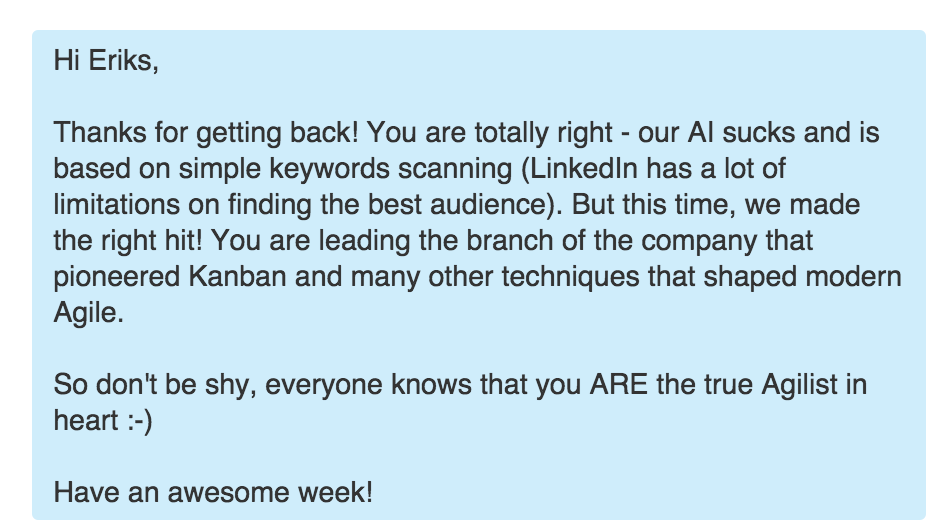 Hi Eriks,
Thanks for getting back! You are totally right - our AI sucks and is
based on simple keywords scanning (LinkedIn has a lot of
limitations on finding the best audience). But this time, we made
the right hit! You are leading the branch of the company that
pioneered Kanban and many other techniques that shaped modern
Agile.
So don't be shy, everyone knows that you ARE the true Agilist in
heart :-)
Have an awesome week!